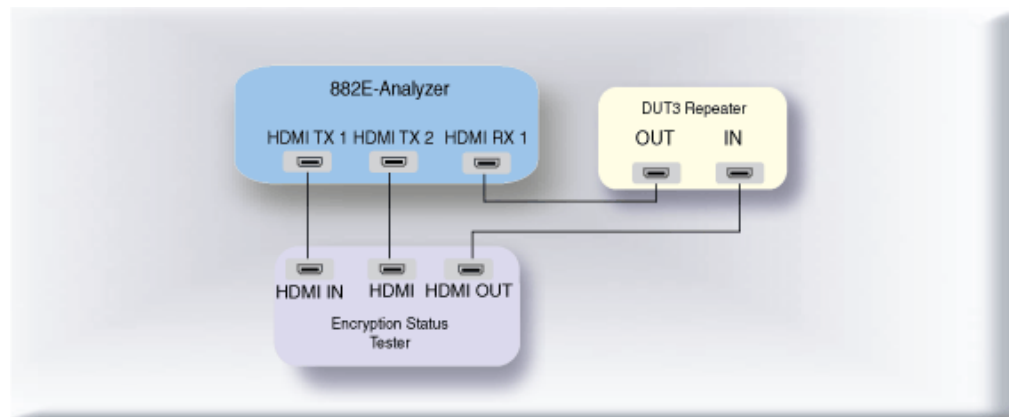 882E-Analyzer
HDMI TX 1 HDMI TX 2 HDMI RX 1
DUT3 Repeater
OUT IN
HDMI IN HDMI HDMI OUT
Encryption Status
Tester